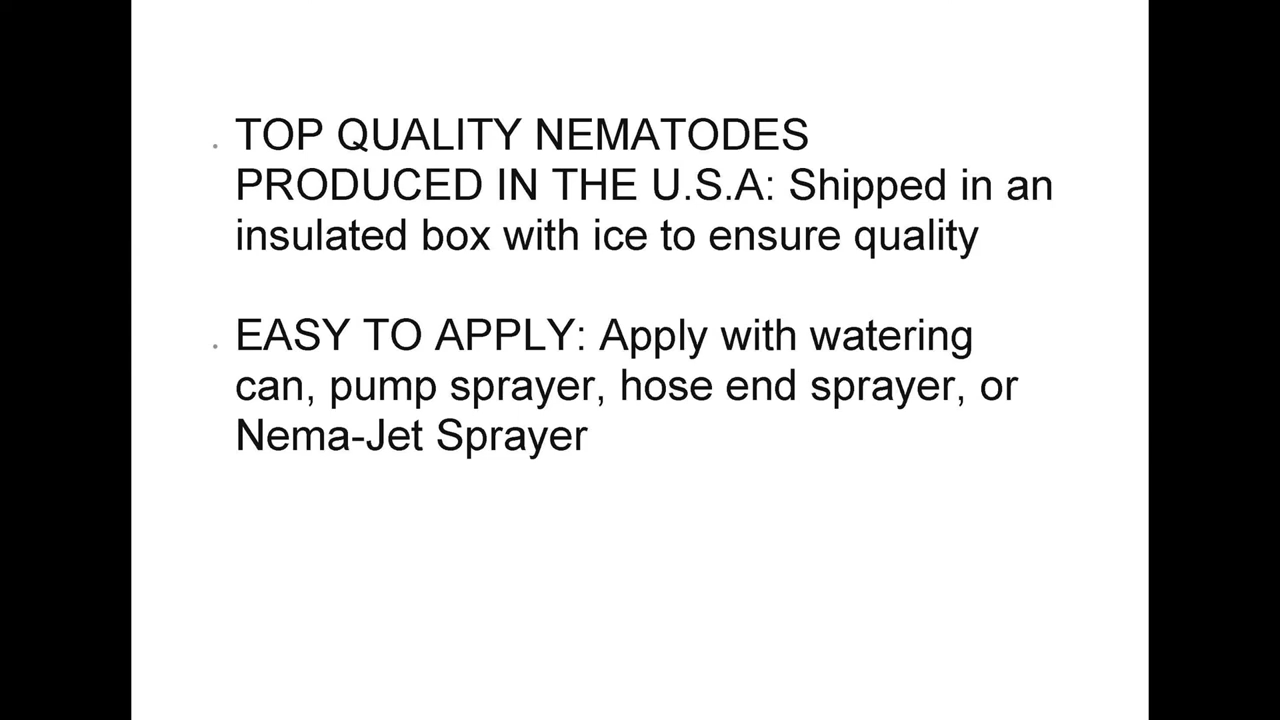 . TOP QUALITY NEMATODES
PRODUCED IN THE U.S.A: Shipped in an
insulated box with ice to ensure quality
. EASY TO APPLY: Apply with watering
can, pump sprayer, hose end sprayer, or
Nema-Jet Sprayer